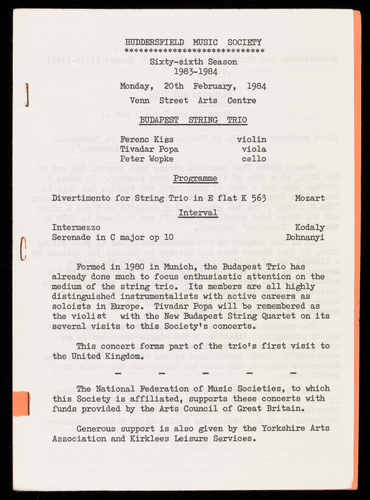 HUDDERSFIELD MUSIC SOCIETY
****************************
Sixty-sixth Season
1983-1984
Monday, 20th February, 1984
Venn Street Arts Centre
BUDAPEST STRING TRIO
Ferenc Kiss violin
Tivadar Popa viola
Peter Wopke cello
Programme
Divertimento for String Trio in E flat K 563 Mozart
Interval
Intermezzo Kodaly
Serenade in C major op 10 Dohnanyi
Formed in 1980 in Munich, the Budapest Trio has
already done much to focus enthusiastic attention on the
medium of the string trio. Its members are all highly
distinguished instrumentalists with active careers as
soloists in Europe. Tivadar Popa will be remembered as
the violist with the New Budapest String Quartet on its
several visits to this Society's concerts.
This concert forms part of the trio's first visit to
the United Kingdom.
- - - - - - -
The National Federation of Music Societies, to which
this Society is affiliated, supports these concerts with
funds provided by the Arts Council of Great Britain.
Generous support is also given by the Yorkshire Arts
Association and Kirklees Leisure Services.